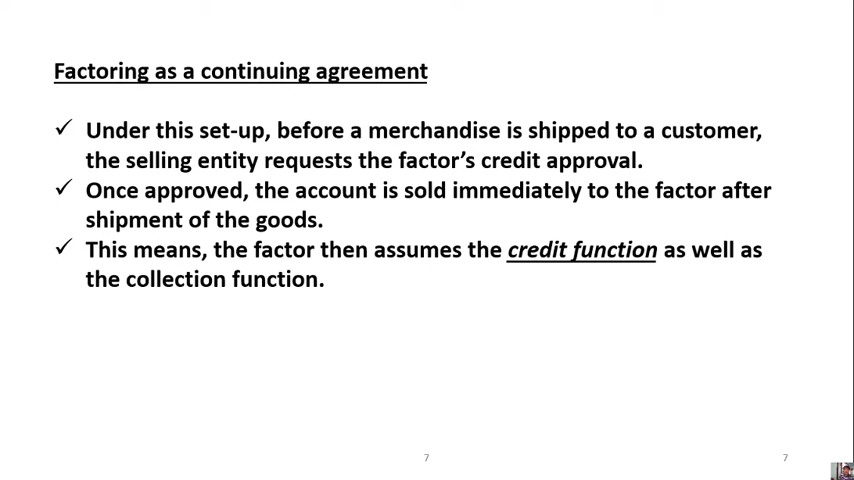 Factoring as a continuing agreement
✓ Under this set-up, before a merchandise is shipped to a customer,
the selling entity requests the factor’s credit approval.
✓ Once approved, the account is sold immediately to the factor after
shipment of the goods.
✓ This means, the factor then assumes the credit function as well as
the collection function.
7
7